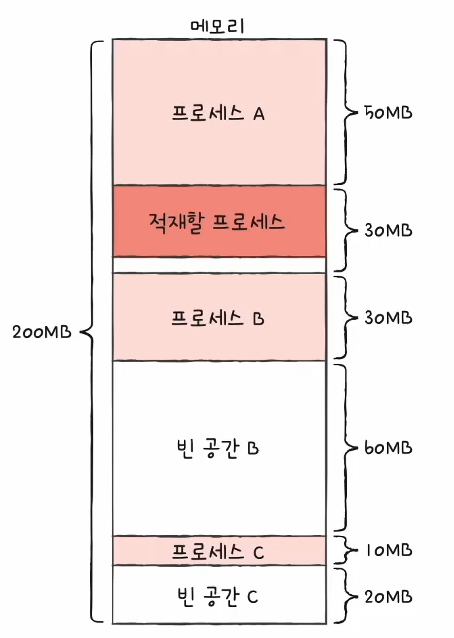 메모리
프로세스 A
50MB
적재할 프로세스
30MB
프로세스 B
30MB
200MB
빈 공간 B
60MB
프로세스 C
10MB
빈 공간 C
20MB